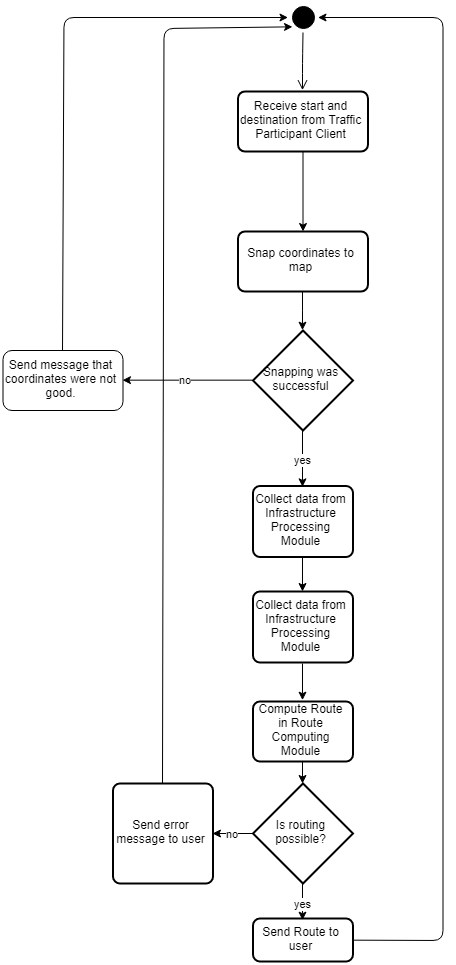 Receive start and
destination from Traffic
Participant Client
Snap coordinates to
map
Snapping was
successful
no
Send message that
coordinates were not
good.
yes
Collect data from
Infrastructure
Processing
Module
Collect data from
Infrastructure
Processing
Module
Compute Route
in Route
Computing
Module
Is routing
possible?
no
Send error
message to user
yes
Send Route to
user